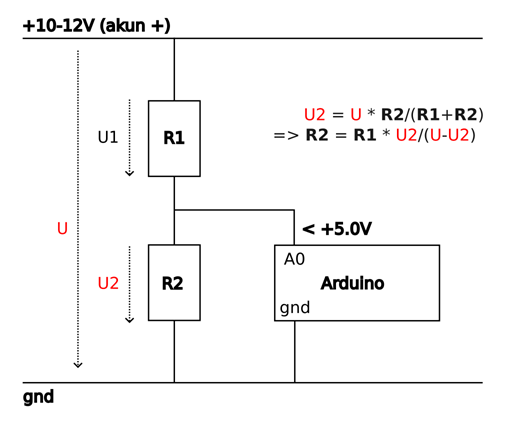 +10-12V (akun +)
U2 = U * R2/(R1+R2)
U1
R1
=> R2 = R1 * U2/(U-U2)
U
< +5.0V
A0
U2
R2
Arduino
gnd
gnd